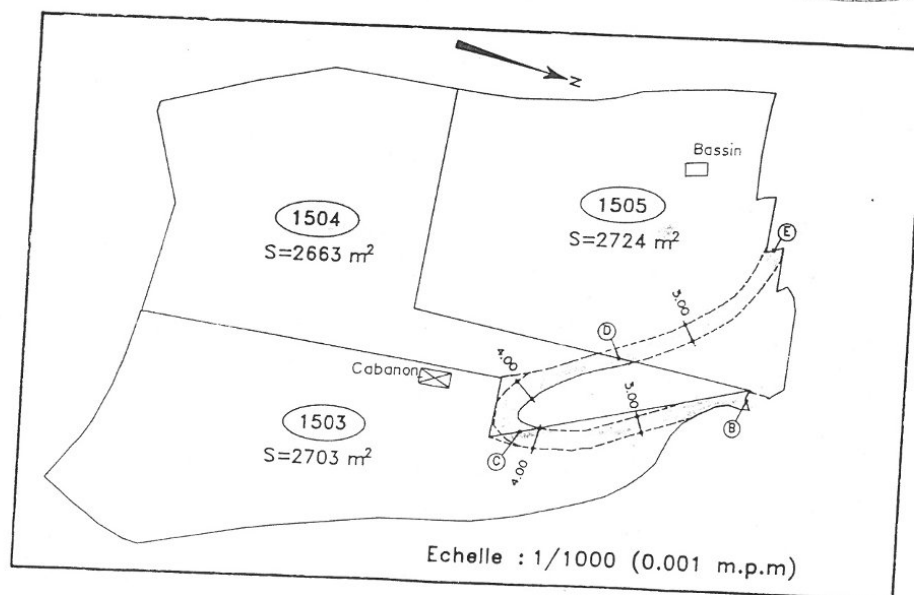 N
Bassin
1504
S=2663 m²
1505
S=2724 m²
E
3.00
D
4.00
Cabanon
3.00
1503
S=2703 m²
B
C
4.00
Echelle : 1/1000 (0.001 m.p.m)